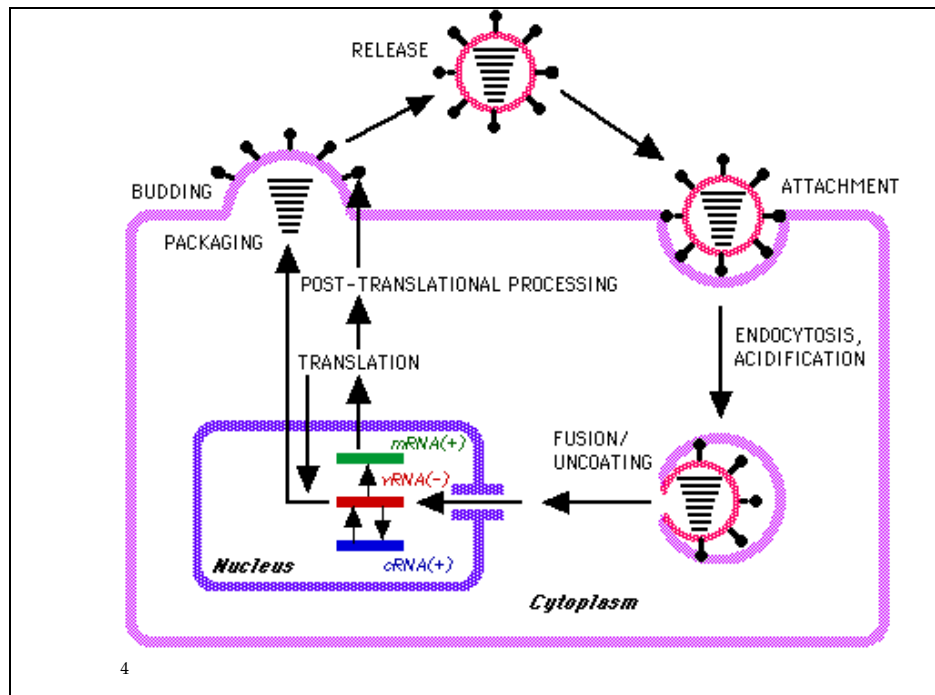 RELEASE
BUDDING
ATTACHMENT
PACKAGING
POST-TRANSLATIONAL PROCESSING
ENDOCYTOSIS,
ACIDIFICATION
TRANSLATION
mRNA(+)
FUSION/
UNCOATING
vRNA(-)
Nucleus
cRNA(+)
Cytoplasm
4